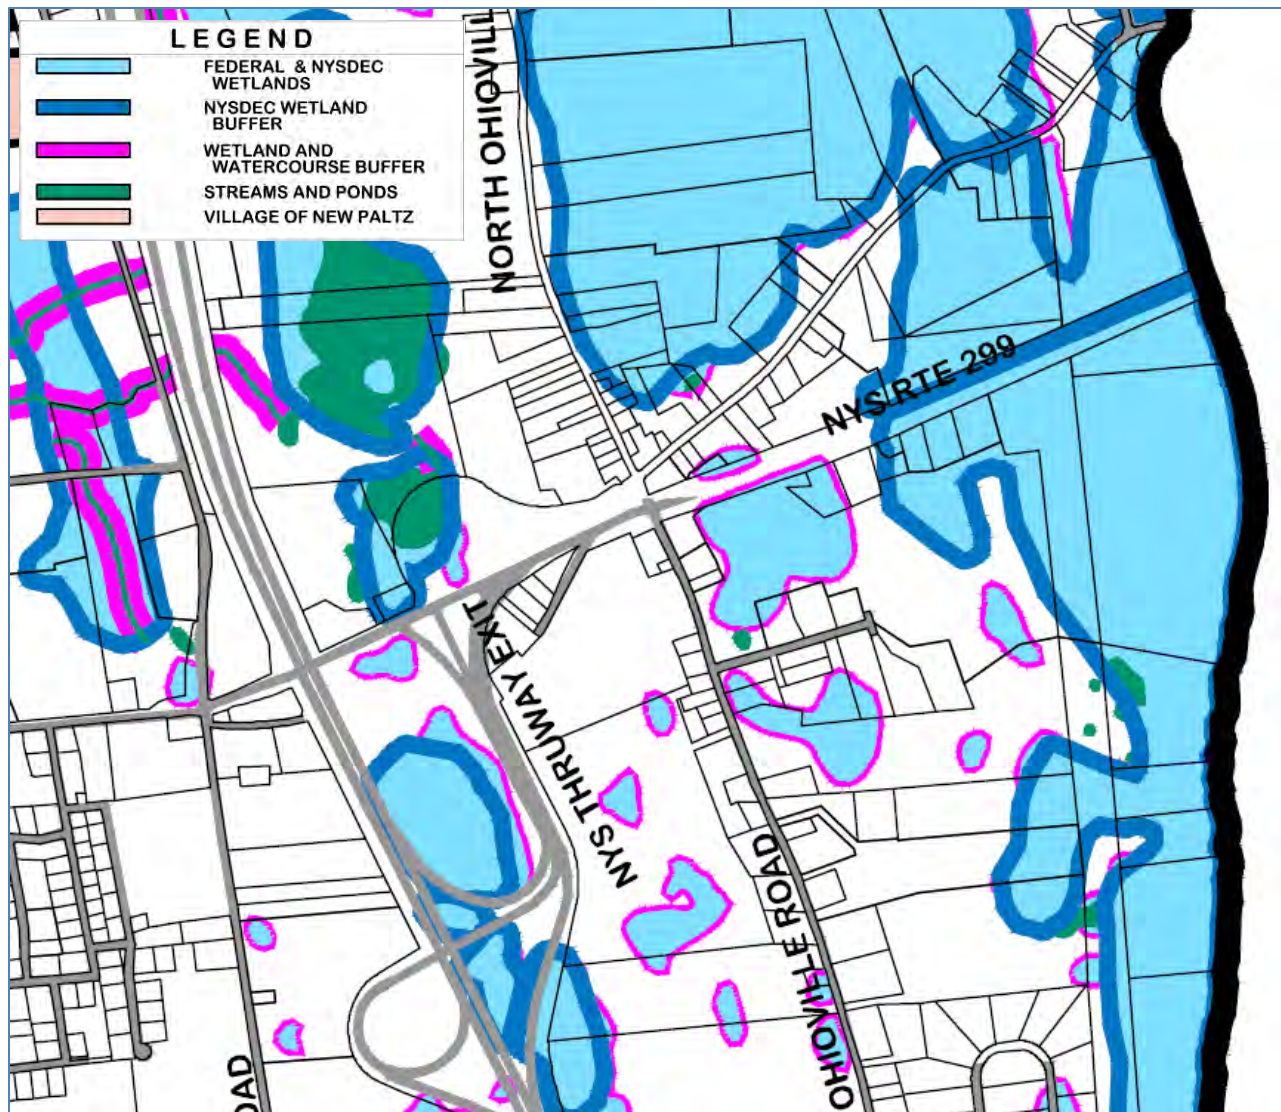 LEGEND
FEDERAL & NYSDEC
WETLANDS
NYSDEC WETLAND
BUFFER
WETLAND AND
WATERCOURSE BUFFER
STREAMS AND PONDS
VILLAGE OF NEW PALTZ
NORTH OHIOVILL
NYS RTE 299
NYS THRUWAY EXIT
OHIOVILLE ROAD
OAD